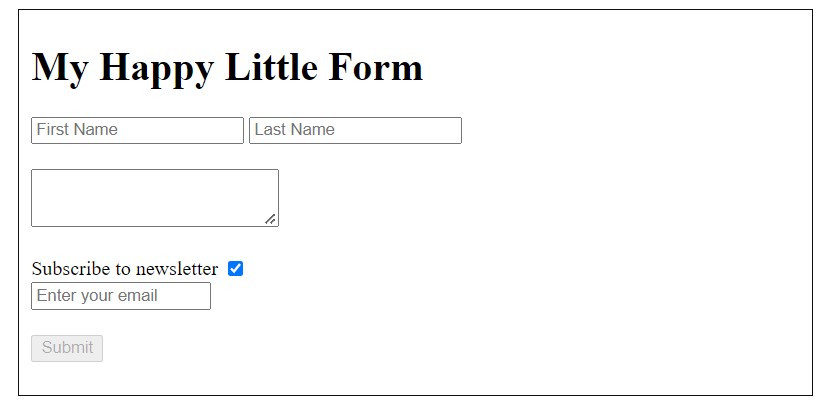 My Happy Little Form
First Name Last Name
Subscribe to newsletter
Enter your email
Submit